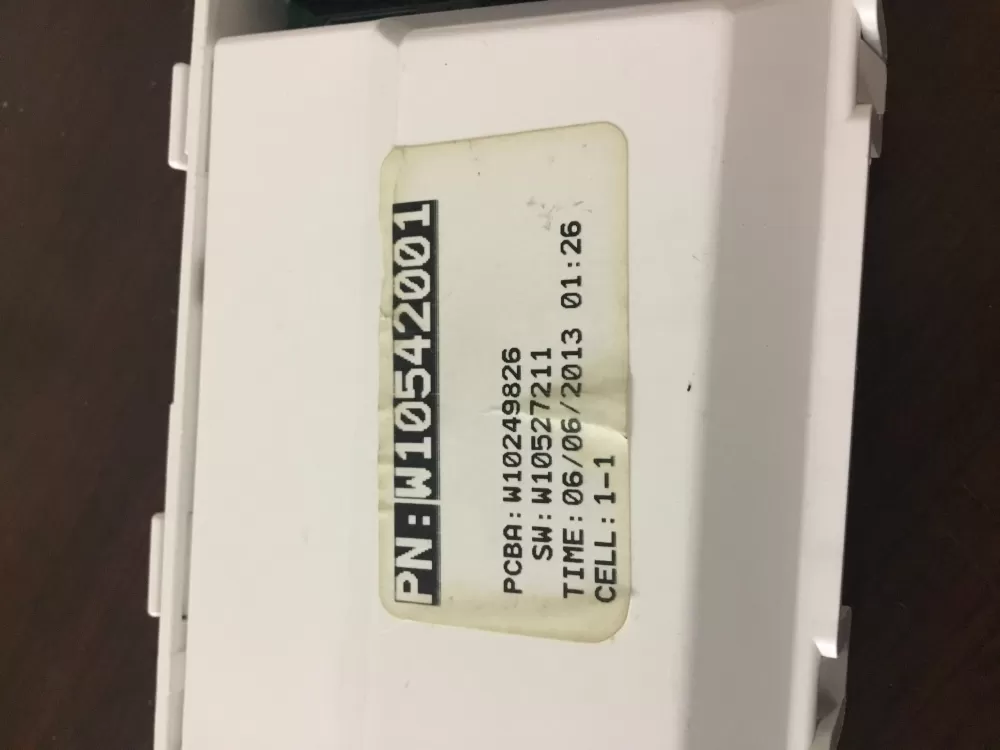 PN:W10542001
PCBA:W10249826
SW:W10527211
TIME:06/06/2013 01:26
CELL:1-1